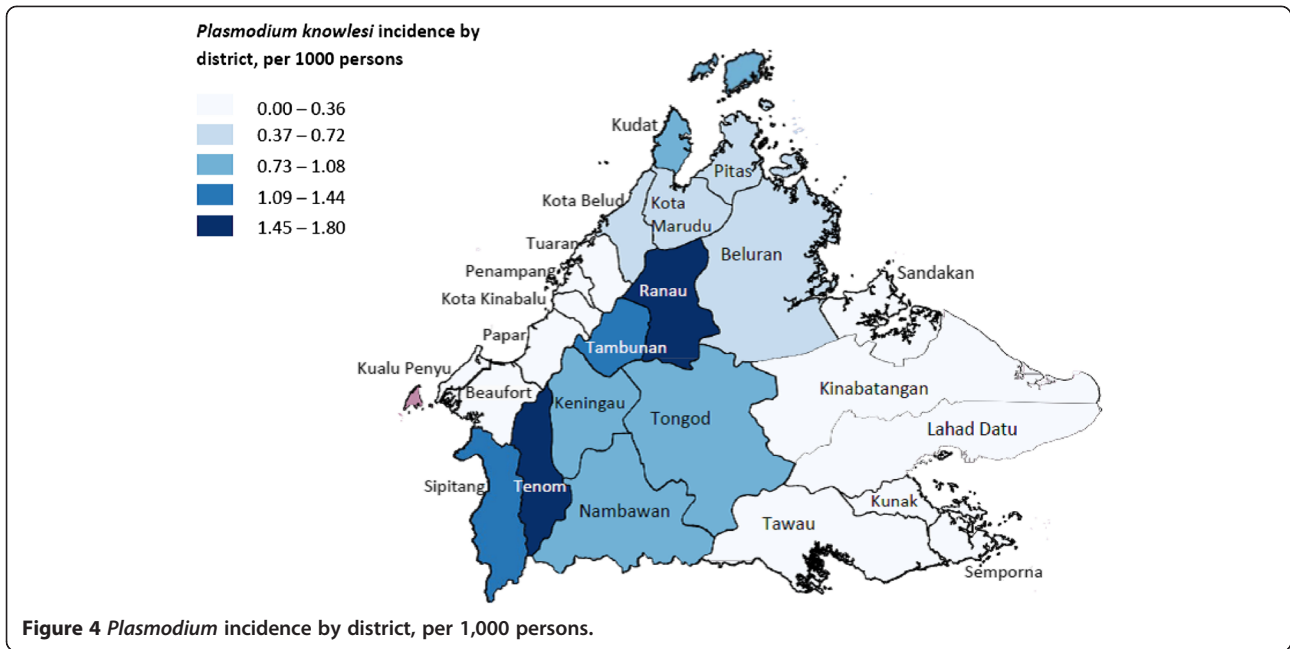 Plasmodium knowlesi incidence by
district, per 1000 persons
0.00 – 0.36
0.37 – 0.72
0.73 – 1.08
1.09 – 1.44
1.45 – 1.80
Kudat
Pitas
Kota Belud
Kota
Marudu
Tuaran
Beluran
Penampang
Sandakan
Ranau
Kota Kinabalu
Papar
Tambunan
Kualu Penyu
Beaufort
Kinabatangan
Keningau
Tongod
Lahad Datu
Sipitang
Tenom
Kunak
Nambawan
Tawau
Semporna
Figure 4 Plasmodium incidence by district, per 1,000 persons.